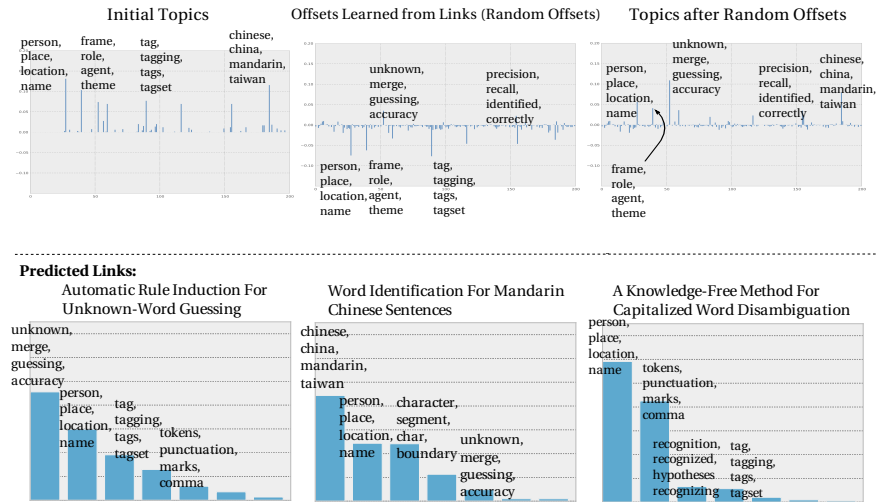 Initial Topics
Offsets Learned from Links (Random Offsets)
Topics after Random Offsets
person,
place,
location,
name
frame,
role,
agent,
theme
tag,
tagging,
tags,
tagset
chinese,
china,
mandarin,
taiwan
unknown,
merge,
guessing,
accuracy
precision,
recall,
identified,
correctly
person,
place,
location,
name
frame,
role,
agent,
theme
tag,
tagging,
tags,
tagset
person,
place,
location,
name
unknown,
merge,
guessing,
accuracy
precision,
recall,
identified,
correctly
chinese,
china,
mandarin,
taiwan
frame,
role,
agent,
theme
Predicted Links:
Automatic Rule Induction For
Unknown-Word Guessing
unknown,
merge,
guessing,
accuracy
person,
place,
location,
name
tag,
tagging,
tags,
tagset
tokens,
punctuation,
marks,
comma
Word Identification For Mandarin
Chinese Sentences
chinese,
china,
mandarin,
taiwan
person,
place,
location,
name
character,
segment,
char,
boundary
unknown,
merge,
guessing,
accuracy
A Knowledge-Free Method For
Capitalized Word Disambiguation
person,
place,
location,
name
tokens,
punctuation,
marks,
comma
recognition,
recognized,
hypotheses
recognizing
tag,
tagging,
tags,
tagset